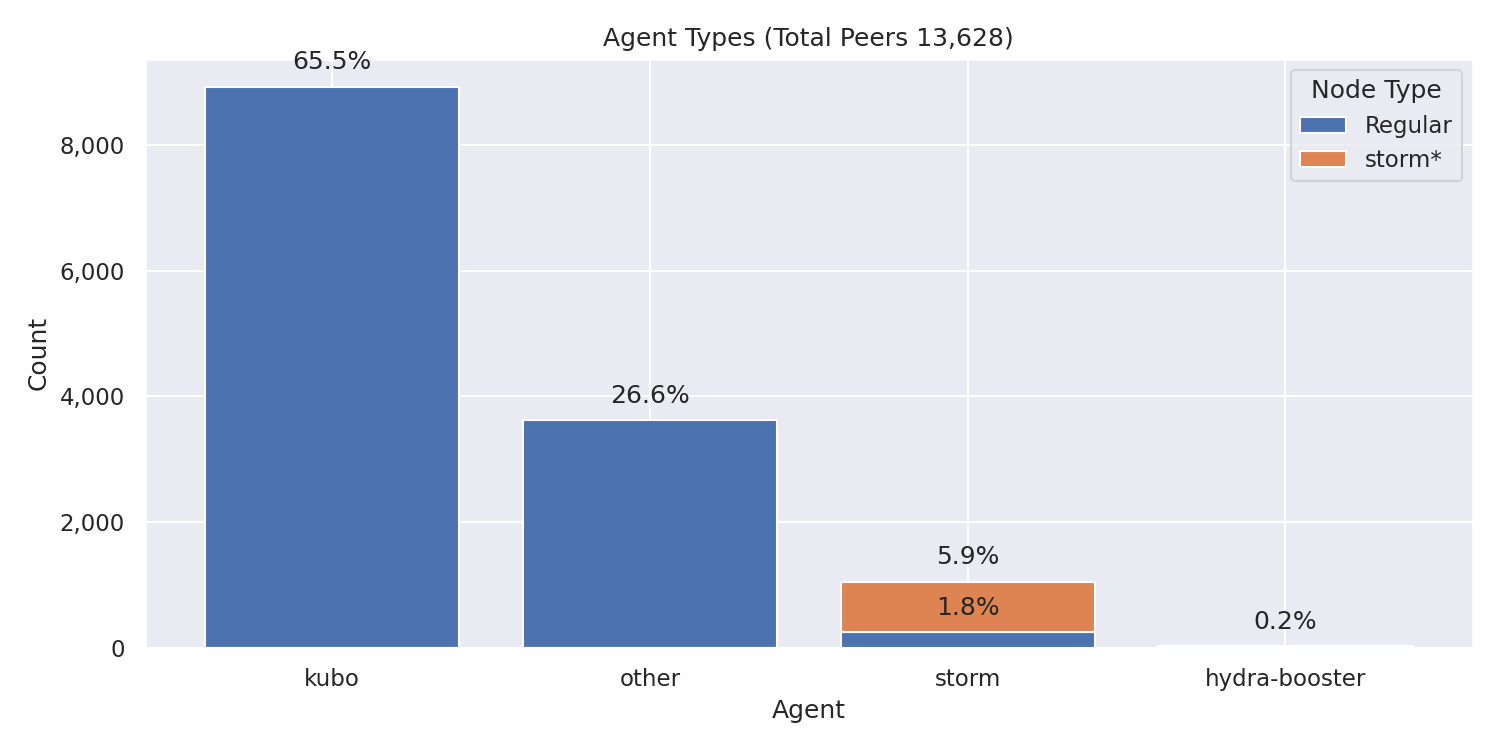 Agent Types (Total Peers 13,628)
65.5%
Node Type
Regular
storm*
8,000
6,000
4,000
2,000
0
Count
26.6%
5.9%
1.8%
0.2%
kubo
other
storm
hydra-booster
Agent